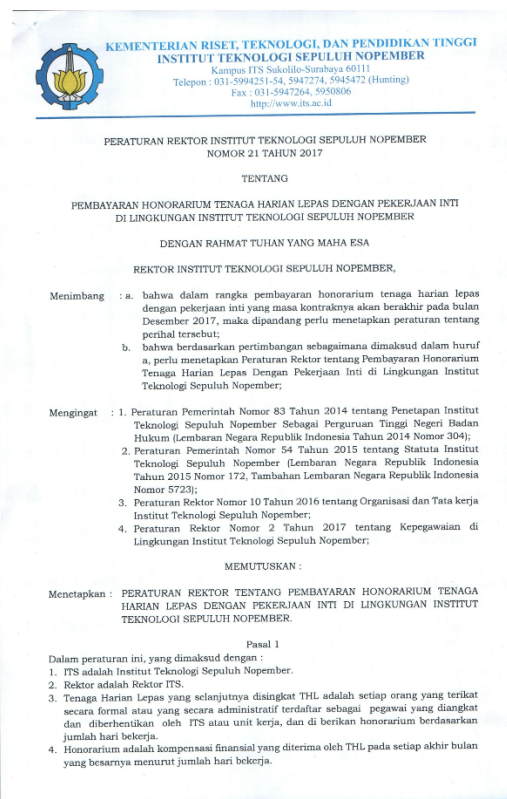 KEMENTERIAN RISET, TEKNOLOGI, DAN PENDIDIKAN TINGGI
INSTITUT TEKNOLOGI SEPULUH NOPEMBER
Kampus ITS Sukolilo-Surabaya 60111
Telepon : 031-5994251-54, 5947274, 5945472 (Hunting)
Fax : 031-5947264, 5950806
http://www.its.ac.id
PERATURAN REKTOR INSTITUT TEKNOLOGI SEPULUH NOPEMBER
NOMOR 21 TAHUN 2017
TENTANG
PEMBAYARAN HONORARIUM TENAGA HARIAN LEPAS DENGAN PEKERJAAN INTI
DI LINGKUNGAN INSTITUT TEKNOLOGI SEPULUH NOPEMBER
DENGAN RAHMAT TUHAN YANG MAHA ESA
REKTOR INSTITUT TEKNOLOGI SEPULUH NOPEMBER,
Menimbang : a. bahwa dalam rangka pembayaran honorarium tenaga harian lepas
dengan pekerjaan inti yang masa kontraknya akan berakhir pada bulan
Desember 2017, maka dipandang perlu menetapkan peraturan tentang
perihal tersebut;
b. bahwa berdasarkan pertimbangan sebagaimana dimaksud dalam huruf
a, perlu menetapkan Peraturan Rektor tentang Pembayaran Honorarium
Tenaga Harian Lepas Dengan Pekerjaan Inti di Lingkungan Institut
Teknologi Sepuluh Nopember;
Mengingat : 1. Peraturan Pemerintah Nomor 83 Tahun 2014 tentang Penetapan Institut
Teknologi Sepuluh Nopember Sebagai Perguruan Tinggi Negeri Badan
Hukum (Lembaran Negara Republik Indonesia Tahun 2014 Nomor 304);
2. Peraturan Pemerintah Nomor 54 Tahun 2015 tentang Statuta Institut
Teknologi Sepuluh Nopember (Lembaran Negara Republik Indonesia
Tahun 2015 Nomor 172, Tambahan Lembaran Negara Republik Indonesia
Nomor 5723);
3. Peraturan Rektor Nomor 10 Tahun 2016 tentang Organisasi dan Tata kerja
Institut Teknologi Sepuluh Nopember;
4. Peraturan Rektor Nomor 2 Tahun 2017 tentang Kepegawaian di
Lingkungan Institut Teknologi Sepuluh Nopember;
MEMUTUSKAN :
Menetapkan : PERATURAN REKTOR TENTANG PEMBAYARAN HONORARIUM TENAGA
HARIAN LEPAS DENGAN PEKERJAAN INTI DI LINGKUNGAN INSTITUT
TEKNOLOGI SEPULUH NOPEMBER.
Pasal 1
Dalam peraturan ini, yang dimaksud dengan :
1. ITS adalah Institut Teknologi Sepuluh Nopember.
2. Rektor adalah Rektor ITS.
3. Tenaga Harian Lepas yang selanjutnya disingkat THL adalah setiap orang yang terikat
secara formal atau yang secara administratif terdaftar sebagai pegawai yang diangkat
dan diberhentikan oleh ITS atau unit kerja, dan di berikan honorarium berdasarkan
jumlah hari bekerja.
4. Honorarium adalah kompensasi finansial yang diterima oleh THL pada setiap akhir bulan
yang besarnya menurut jumlah hari bekerja.